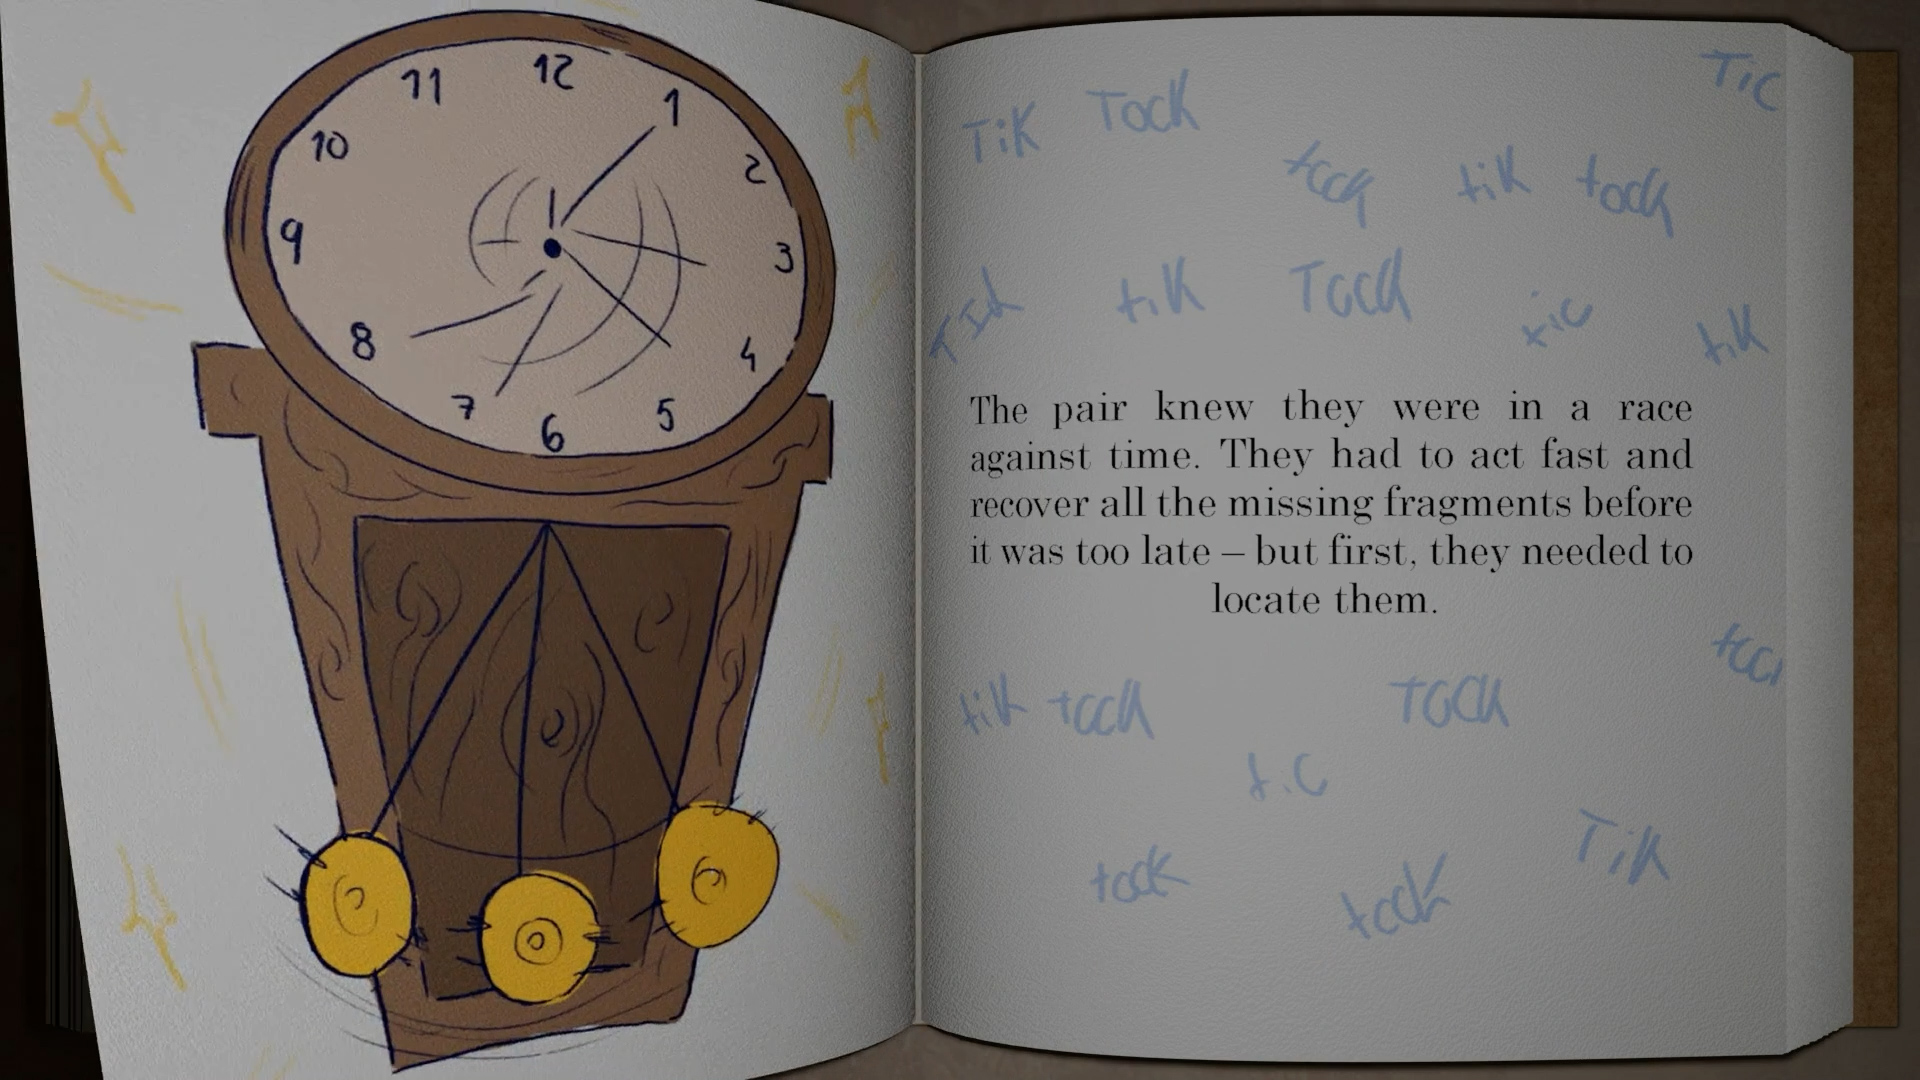 12
11
1
10
2
9
3
8
4
7
5
6
TiK Tock TiC
tock tik tock
tik Tock tic tik
The pair knew they were in a race
against time. They had to act fast and
recover all the missing fragments before
it was too late – but first, they needed to
locate them.
tik tock Tock
t.c
Tik
tock tock